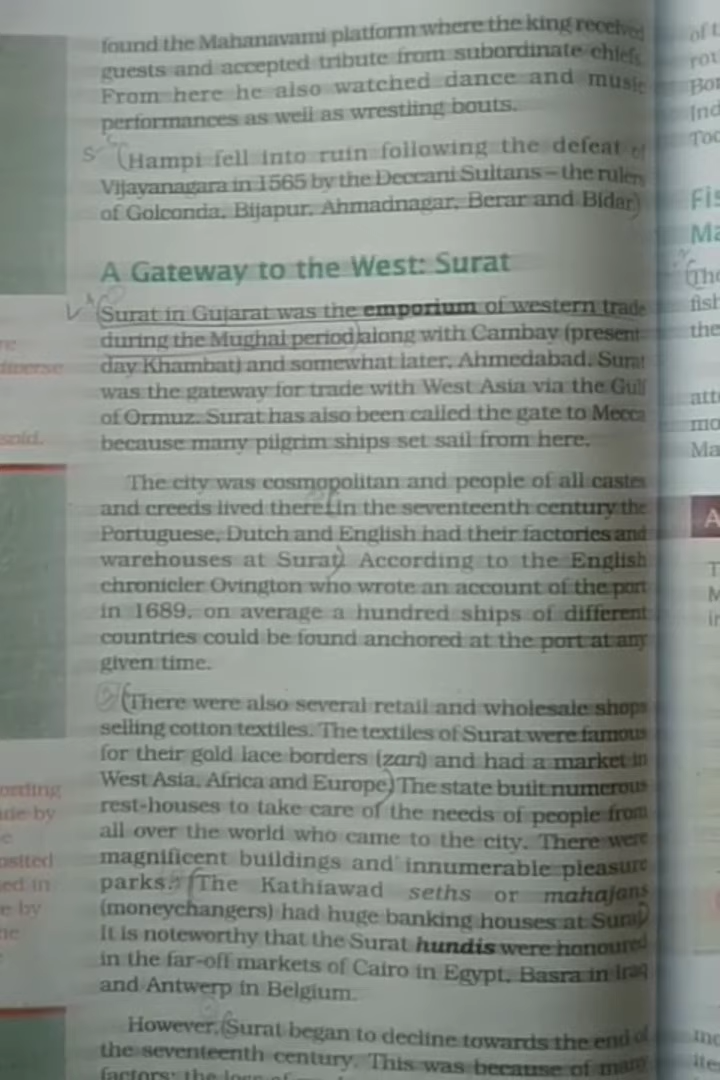 found the Mahanavami platform where the king received
guests and accepted tribute from subordinate chiefs.
From here he also watched dance and music
performances as well as wrestling bouts.
Hampi fell into ruin following the defeat of
Vijayanagara in 1565 by the Deccani Sultans – the rulers
of Golconda, Bijapur, Ahmadnagar, Berar and Bidar.
A Gateway to the West: Surat
Surat in Gujarat was the emporium of western trade
during the Mughal period along with Cambay (present
day Khambat) and somewhat later, Ahmedabad. Surat
was the gateway for trade with West Asia via the Gulf
of Ormuz. Surat has also been called the gate to Mecca
because many pilgrim ships set sail from here.
The city was cosmopolitan and people of all castes
and creeds lived there. In the seventeenth century the
Portuguese, Dutch and English had their factories and
warehouses at Surat. According to the English
chronicler Ovington who wrote an account of the port
in 1689, on average a hundred ships of different
countries could be found anchored at the port at any
given time.
There were also several retail and wholesale shops
selling cotton textiles. The textiles of Surat were famous
for their gold lace borders (zari) and had a market in
West Asia, Africa and Europe. The state built numerous
rest-houses to take care of the needs of people from
all over the world who came to the city. There were
magnificent buildings and innumerable pleasure
parks. The Kathiawad seths or mahajans
(moneychangers) had huge banking houses at Surat.
It is noteworthy that the Surat hundis were honoured
in the far-off markets of Cairo in Egypt, Basra in Iraq
and Antwerp in Belgium.
However, Surat began to decline towards the end of
the seventeenth century. This was because of many
factors: the loss of